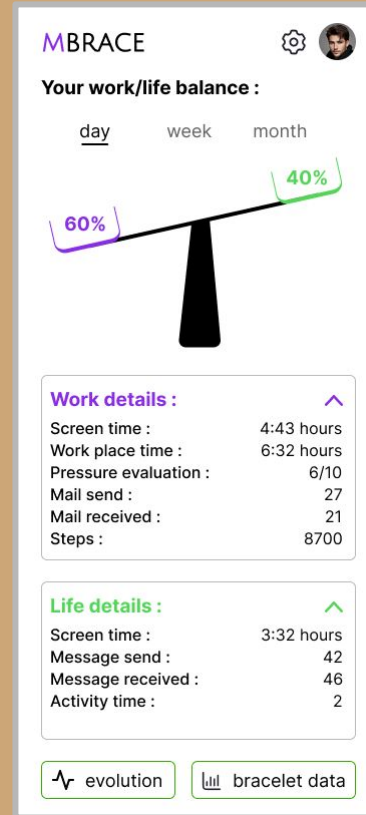 MBRACE
Your work/life balance :
day week month
40%
60%
Work details :
Screen time : 4:43 hours
Work place time : 6:32 hours
Pressure evaluation : 6/10
Mail send : 27
Mail received : 21
Steps : 8700
Life details :
Screen time : 3:32 hours
Message send : 42
Message received : 46
Activity time : 2
evolution bracelet data